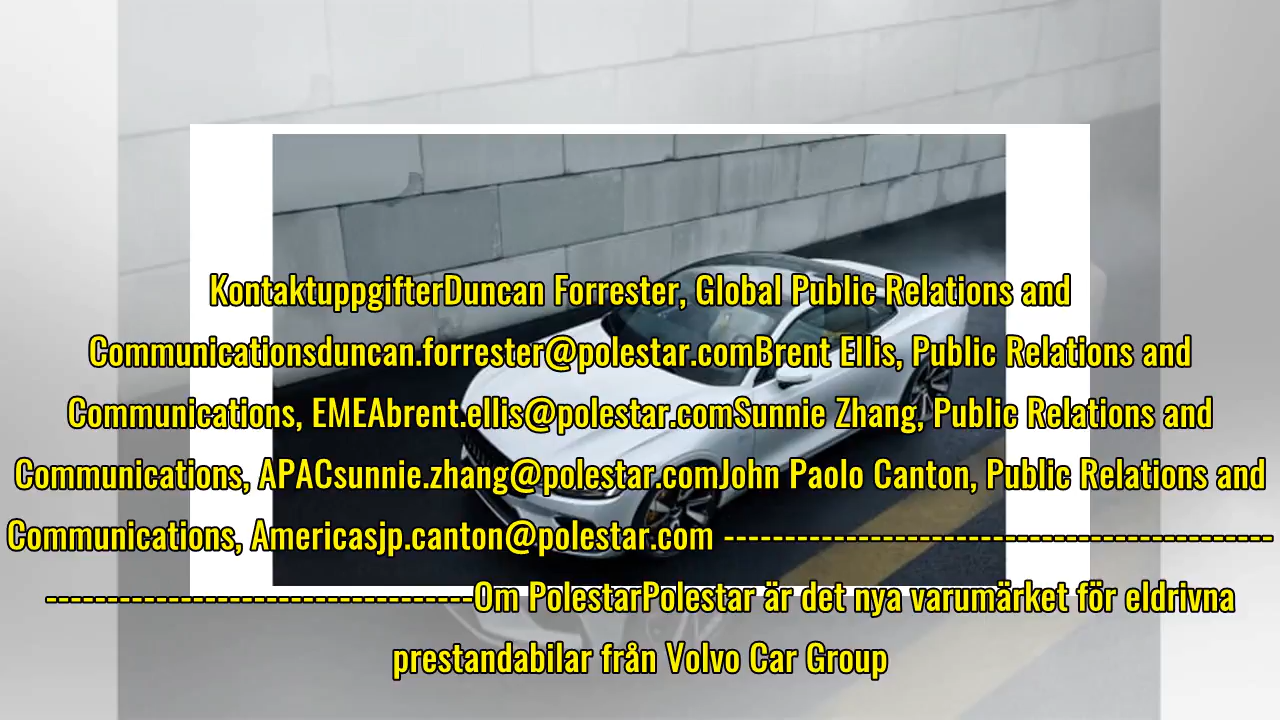 KontaktuppgifterDuncan Forrester, Global Public Relations and
Communicationsduncan.forrester@polestar.comBrent Ellis, Public Relations and
Communications, EMEAbrent.ellis@polestar.comSunnie Zhang, Public Relations and
Communications, APACsunnie.zhang@polestar.comJohn Paolo Canton, Public Relations and
Communications, Americasjp.canton@polestar.com ---------------------------------------------
-----------------------------------Om PolestarPolestar är det nya varumärket för eldrivna
prestandabilar från Volvo Car Group